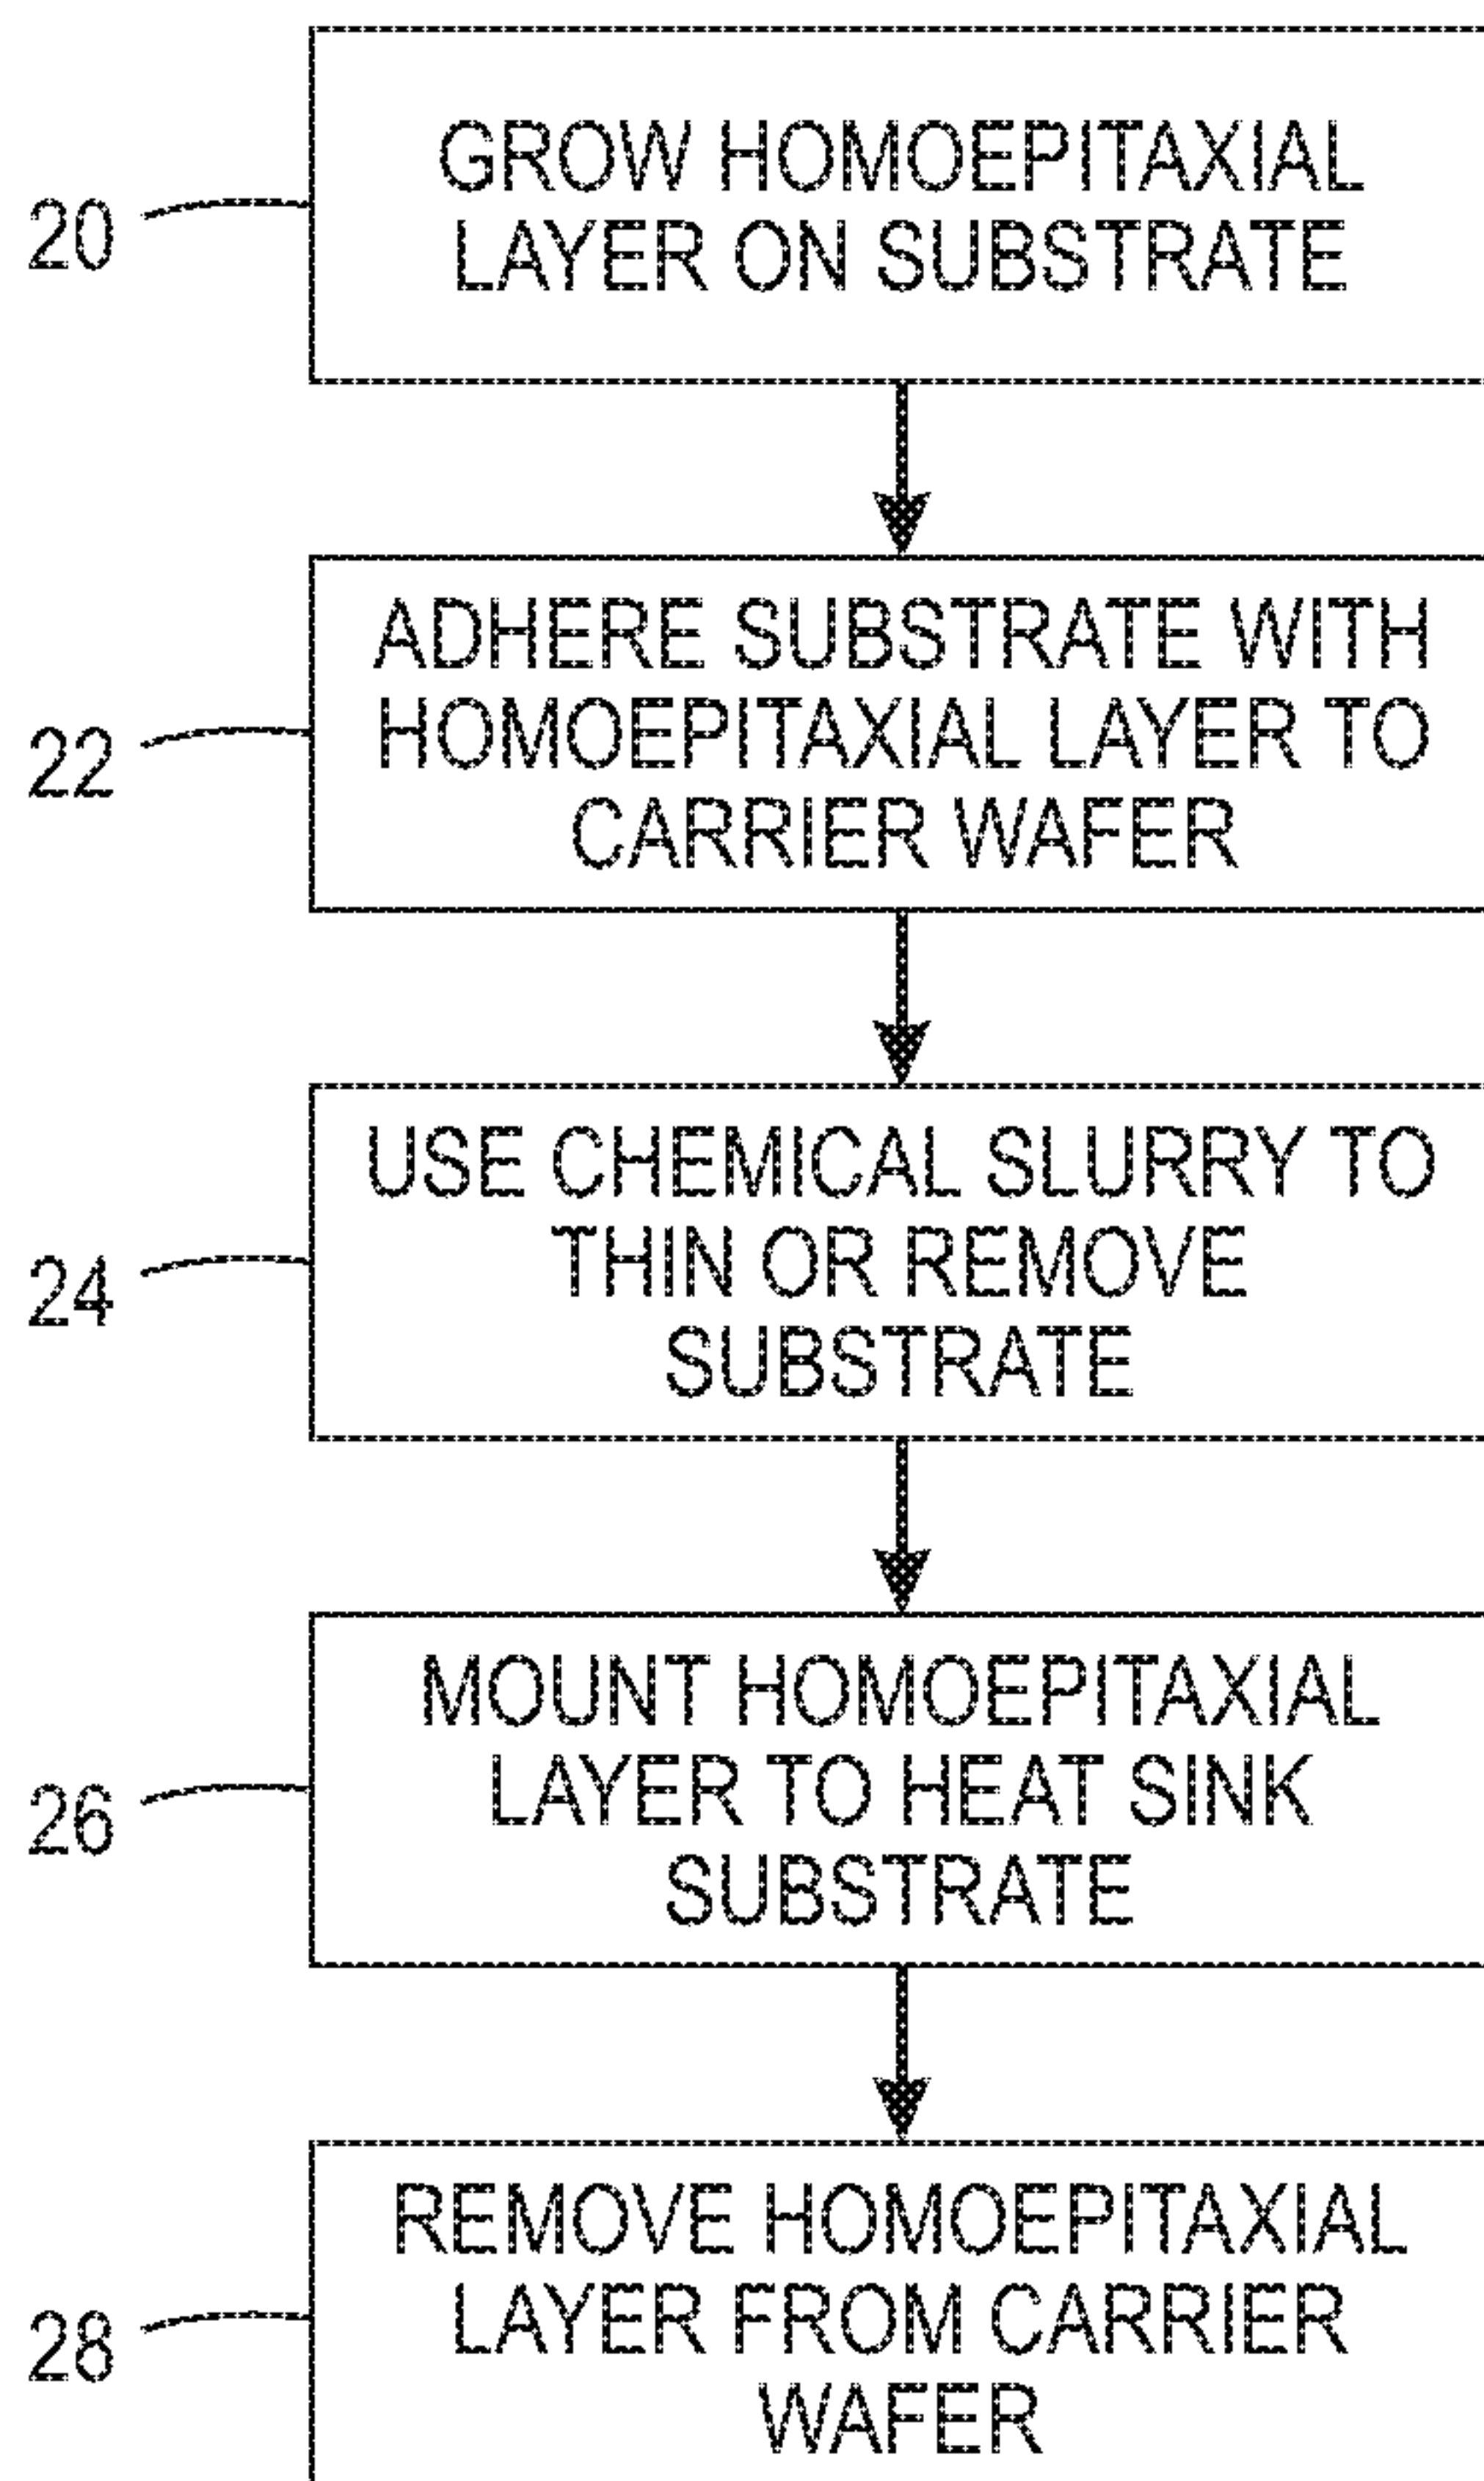 20
GROW HOMOEPITAXIAL
LAYER ON SUBSTRATE
22
ADHERE SUBSTRATE WITH
HOMOEPITAXIAL LAYER TO
CARRIER WAFER
24
USE CHEMICAL SLURRY TO
THIN OR REMOVE
SUBSTRATE
26
MOUNT HOMOEPITAXIAL
LAYER TO HEAT SINK
SUBSTRATE
28
REMOVE HOMOEPITAXIAL
LAYER FROM CARRIER
WAFER